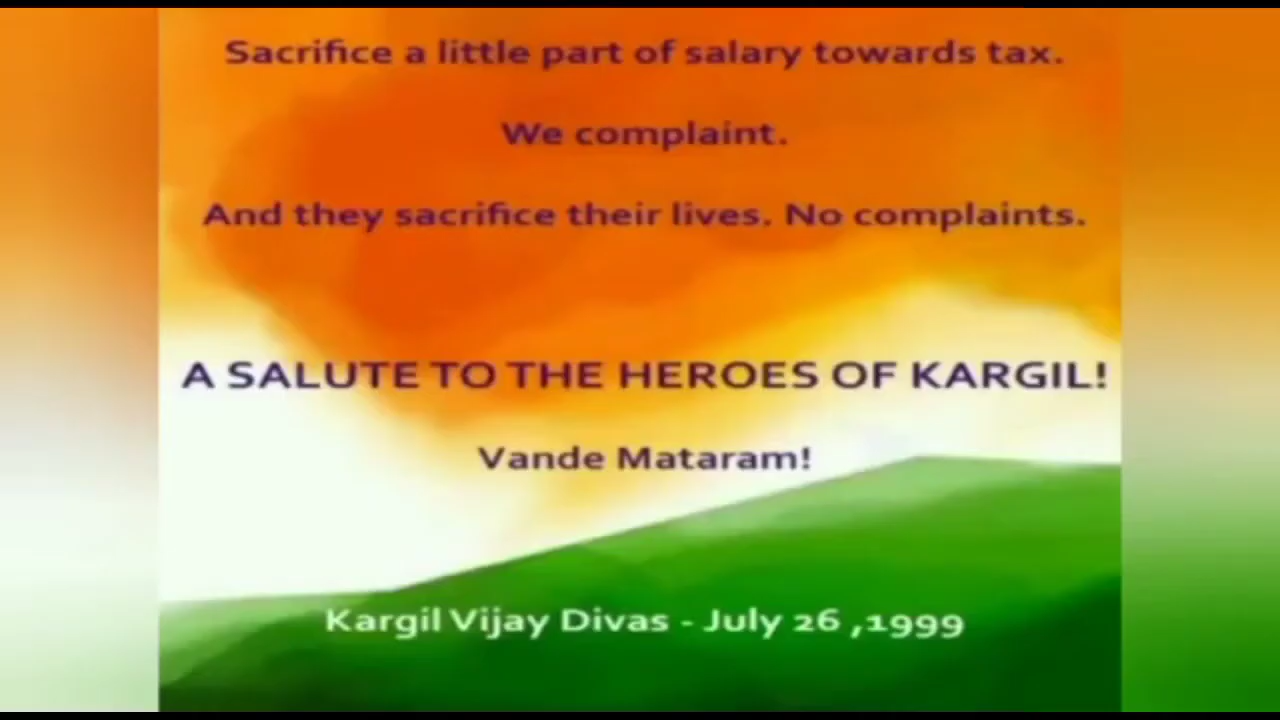 Sacrifice a little part of salary towards tax.
We complaint.
And they sacrifice their lives. No complaints.
A SALUTE TO THE HEROES OF KARGIL!
Vande Mataram!
Kargil Vijay Divas - July 26 ,1999